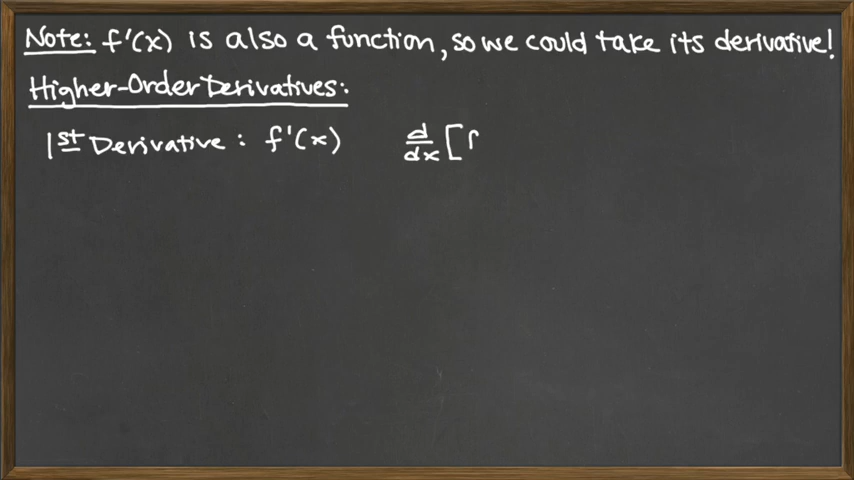 Note: f'(x) is also a function, so we could take its derivative!
Higher-Order Derivatives:
1st Derivative: f'(x) d/dx [